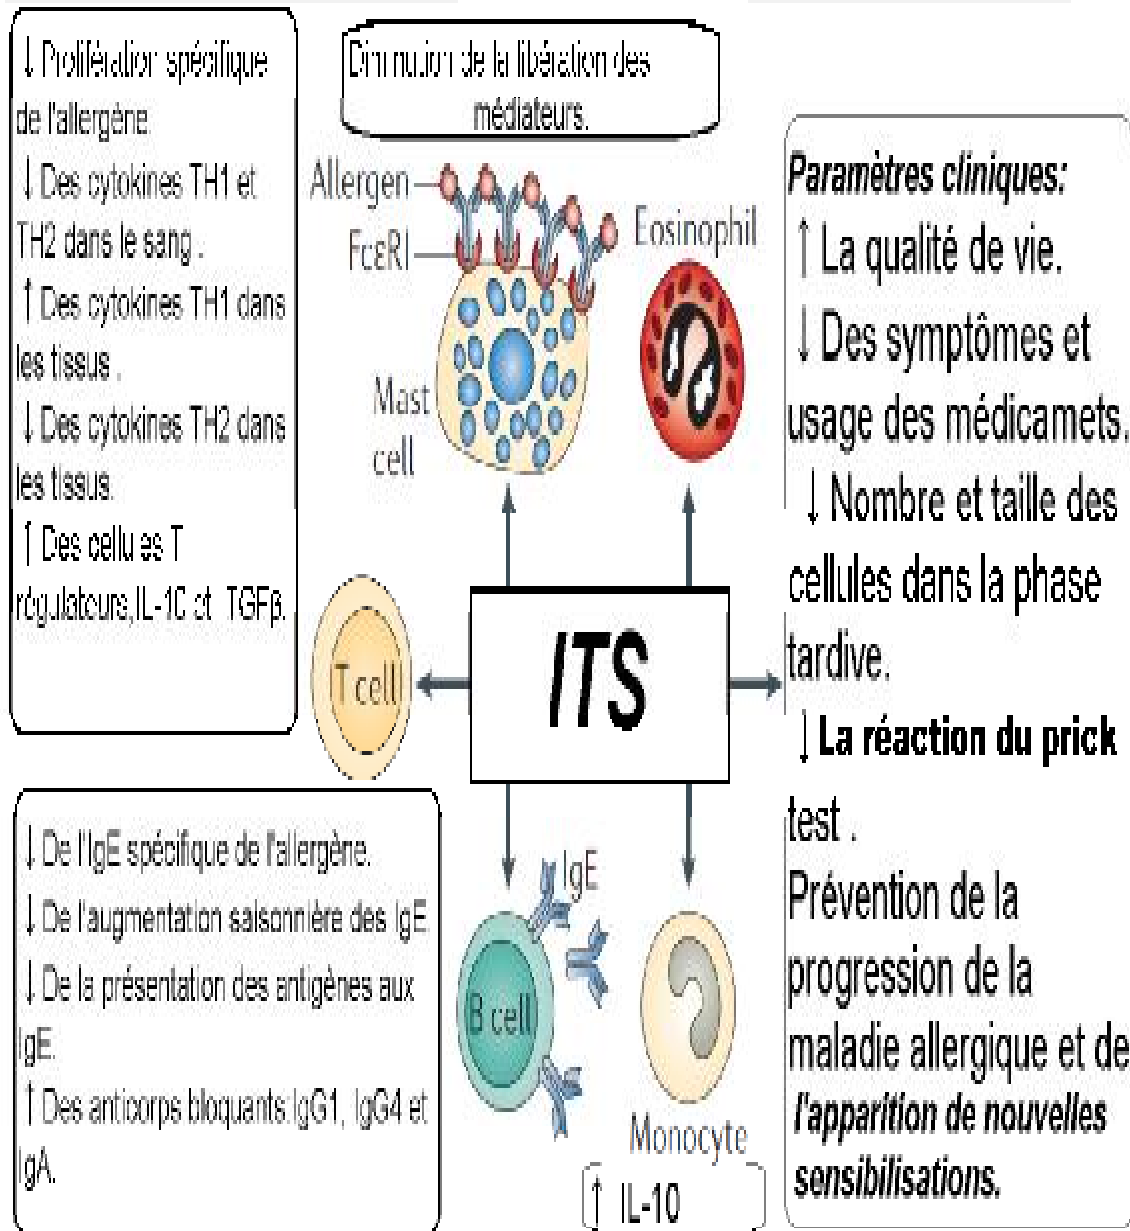 ↓ Prolifération spécifique
de l'allergène.
↓ Des cytokines TH1 et
TH2 dans le sang .
↑ Des cytokines TH1 dans
les tissus .
↓ Des cytokines TH2 dans
les tissus.
↑ Des cellules T
régulateurs,IL-10 et TGFβ.
Diminution de la libération des
médiateurs.
Allergen
FcεRI
Mast
cell
Eosinophil
T cell
ITS
Paramètres cliniques:
↑ La qualité de vie.
↓ Des symptômes et
usage des médicamets.
↓ Nombre et taille des
cellules dans la phase
tardive.
↓ La réaction du prick
test .
Prévention de la
progression de la
maladie allergique et de
l'apparition de nouvelles
sensibilisations.
↓ De l'IgE spécifique de l'allergène.
↓ De l'augmentation saisonnière des IgE.
↓ De la présentation des antigènes aux
IgE.
↑ Des anticorps bloquants:IgG1, IgG4 et
IgA.
IgE
B cell
Monocyte
↑ IL-10